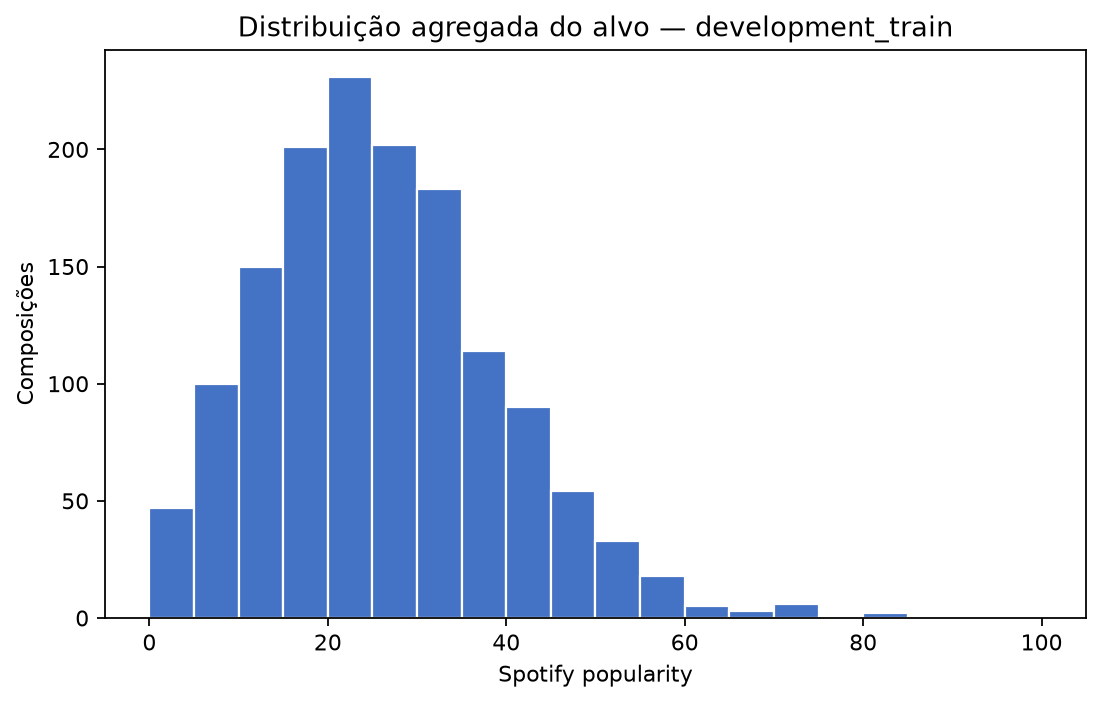 Distribuição agregada do alvo — development_train
Composições
200
150
100
50
0
0 20 40 60 80 100
Spotify popularity